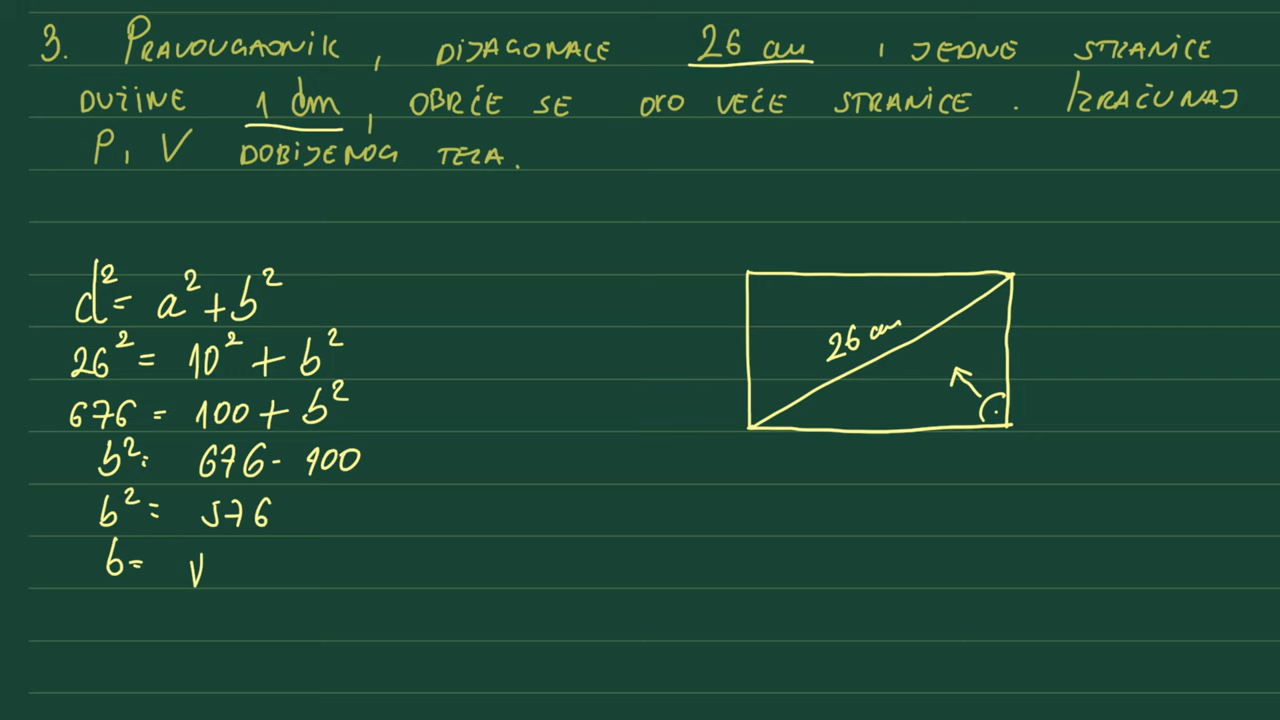 3. PRAVOUGAONIK, DIJAGONALE 26 cm I JEDNE STRANICE
DUŽINE 1 dm, OBRĆE SE OKO VEĆE STRANICE. IZRAČUNAJ
P I V DOBIJENOG TELA.
d² = a² + b²
26² = 10² + b²
26 cm
676 = 100 + b²
b² = 676 - 100
b² = 576
b = √